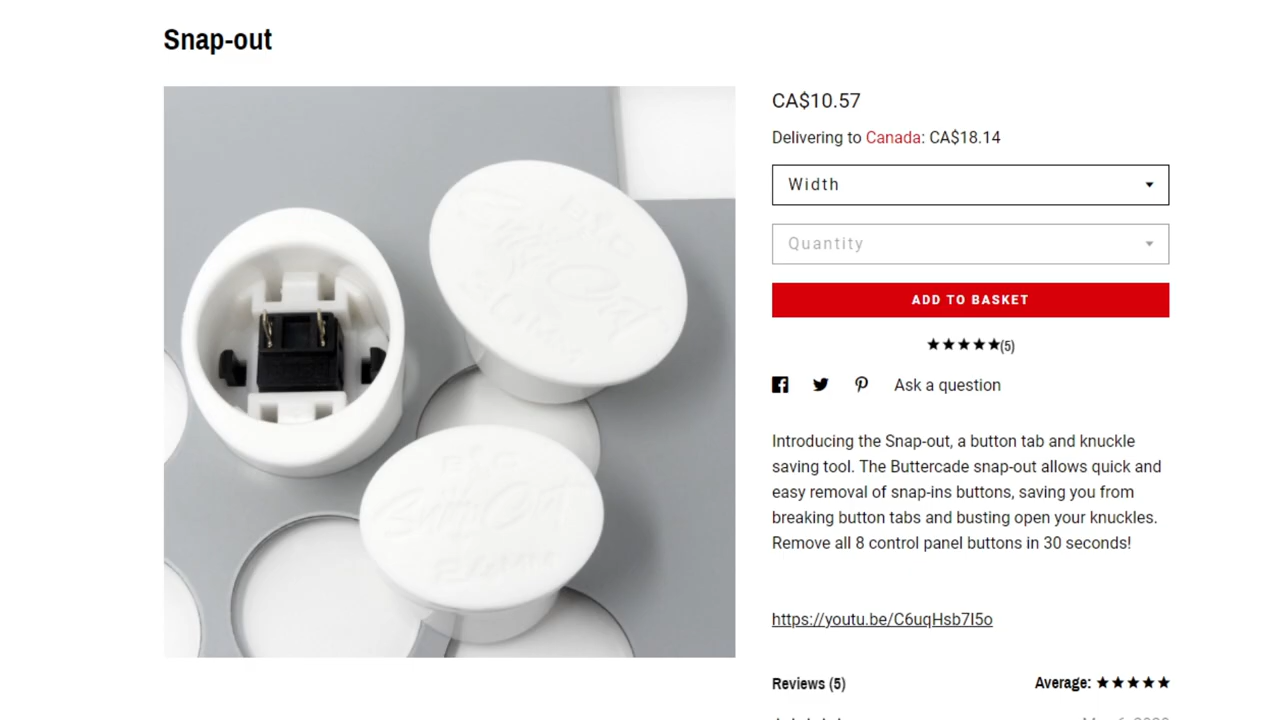 Snap-out
CA$10.57
Delivering to Canada: CA$18.14
Width
Quantity
ADD TO BASKET
(5)
Ask a question
Introducing the Snap-out, a button tab and knuckle
saving tool. The Buttercade snap-out allows quick and
easy removal of snap-ins buttons, saving you from
breaking button tabs and busting open your knuckles.
Remove all 8 control panel buttons in 30 seconds!
https://youtu.be/C6uqHsb7I5o
Reviews (5)
Average: